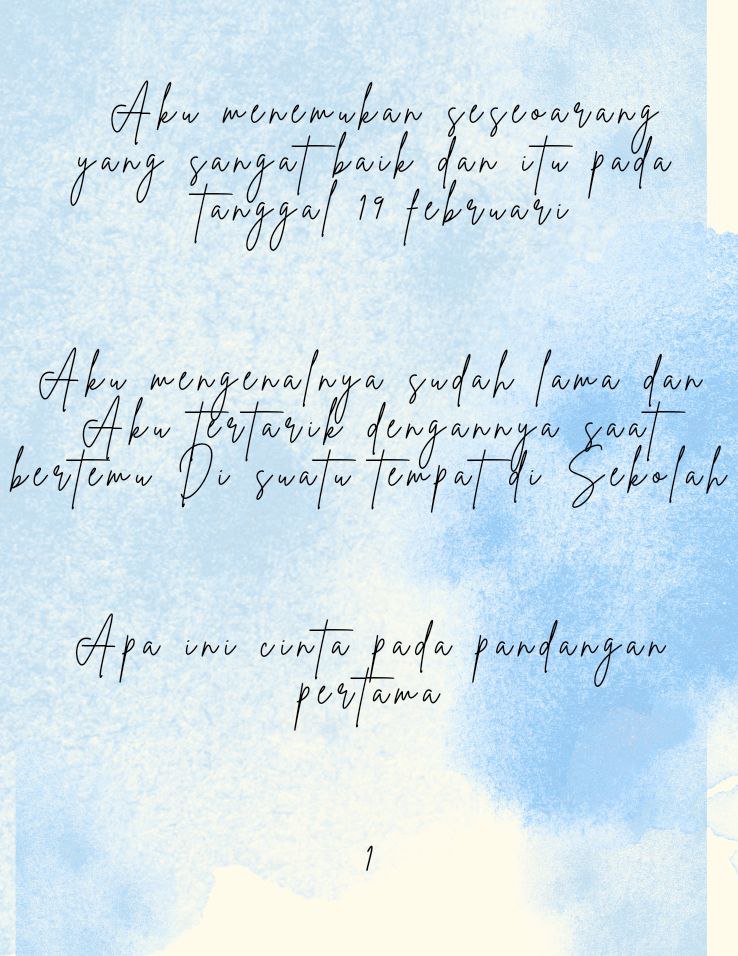 Aku menemukan seseoarang
yang sangat baik dan itu pada
tanggal 19 februari
Aku mengenalnya sudah lama dan
Aku tertarik dengannya saat
bertemu Di suatu tempat di Sekolah
Apa ini cinta pada pandangan
pertama
1